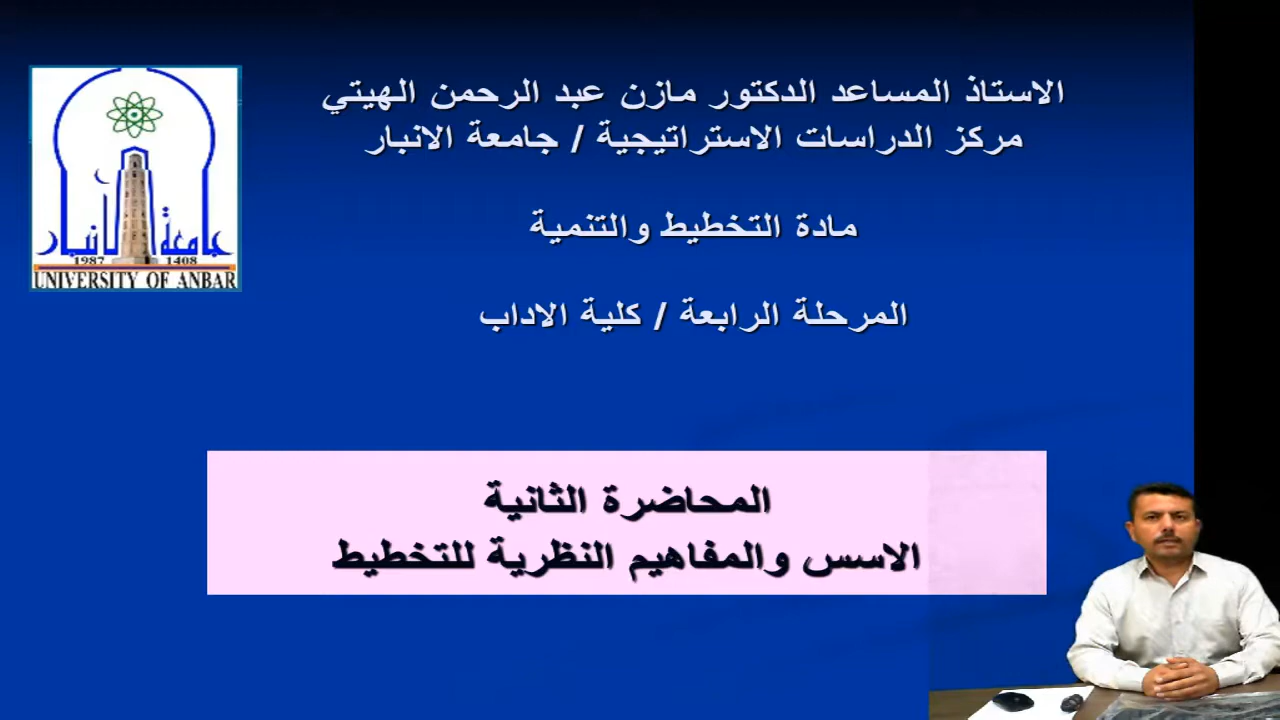 الاستاذ المساعد الدكتور مازن عبد الرحمن الهيتي
مركز الدراسات الاستراتيجية / جامعة الانبار
مادة التخطيط والتنمية
المرحلة الرابعة / كلية الاداب
جامعة الأنبار
1987 1408
UNIVERSITY OF ANBAR
المحاضرة الثانية
الاسس والمفاهيم النظرية للتخطيط